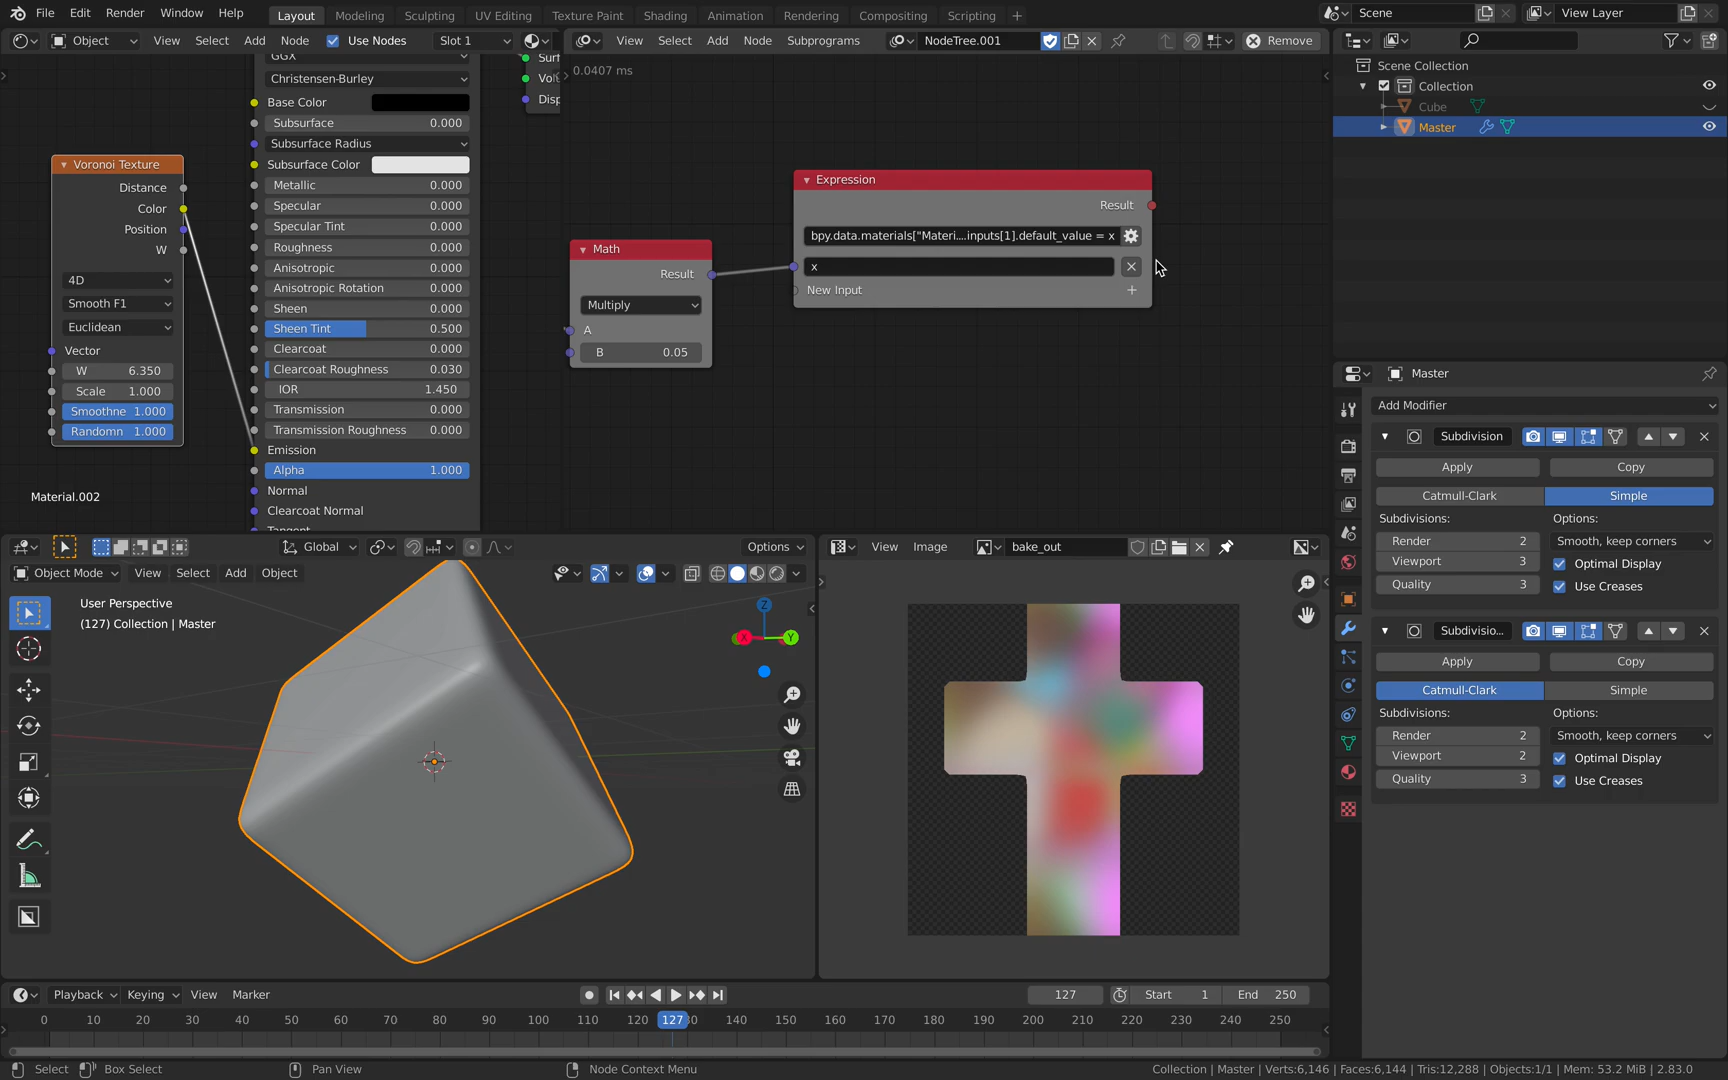 File Edit Render Window Help Layout Modeling Sculpting UV Editing Texture Paint Shading Animation Rendering Compositing Scripting + Scene View Layer
Object View Select Add Node Use Nodes Slot 1 View Select Add Node Subprograms NodeTree.001 Remove
Scene Collection
Collection
Cube
Master
GGX
Christensen-Burley
Base Color
Subsurface 0.000
Subsurface Radius
Subsurface Color
Metallic 0.000
Specular 0.000
Specular Tint 0.000
Roughness 0.000
Anisotropic 0.000
Anisotropic Rotation 0.000
Sheen 0.000
Sheen Tint 0.500
Clearcoat 0.000
Clearcoat Roughness 0.030
IOR 1.450
Transmission 0.000
Transmission Roughness 0.000
Emission
Alpha 1.000
Normal
Clearcoat Normal
Tangent
Surf
Volu
Disp
Voronoi Texture
Distance
Color
Position
W
4D
Smooth F1
Euclidean
Vector
W 6.350
Scale 1.000
Smoothne 1.000
Randomn 1.000
Material.002
0.0407 ms
Math
Result
Multiply
A
B 0.05
Expression
Result
bpy.data.materials["Materi....inputs[1].default_value = x
x
New Input
Master
Add Modifier
Subdivision
Apply Copy
Catmull-Clark Simple
Subdivisions: Options:
Render 2 Smooth, keep corners
Viewport 3 Optimal Display
Quality 3 Use Creases
Subdivisio...
Apply Copy
Catmull-Clark Simple
Subdivisions: Options:
Render 2 Smooth, keep corners
Viewport 2 Optimal Display
Quality 3 Use Creases
Global Options
Object Mode View Select Add Object
User Perspective
(127) Collection | Master
Z
X
Y
View Image bake_out
Playback Keying View Marker 127 Start 1 End 250
0 10 20 30 40 50 60 70 80 90 100 110 120 127 140 150 160 170 180 190 200 210 220 230 240 250
Select Box Select Pan View Node Context Menu Collection | Master | Verts:6,146 | Faces:6,144 | Tris:12,288 | Objects:1/1 | Mem: 53.2 MiB | 2.83.0